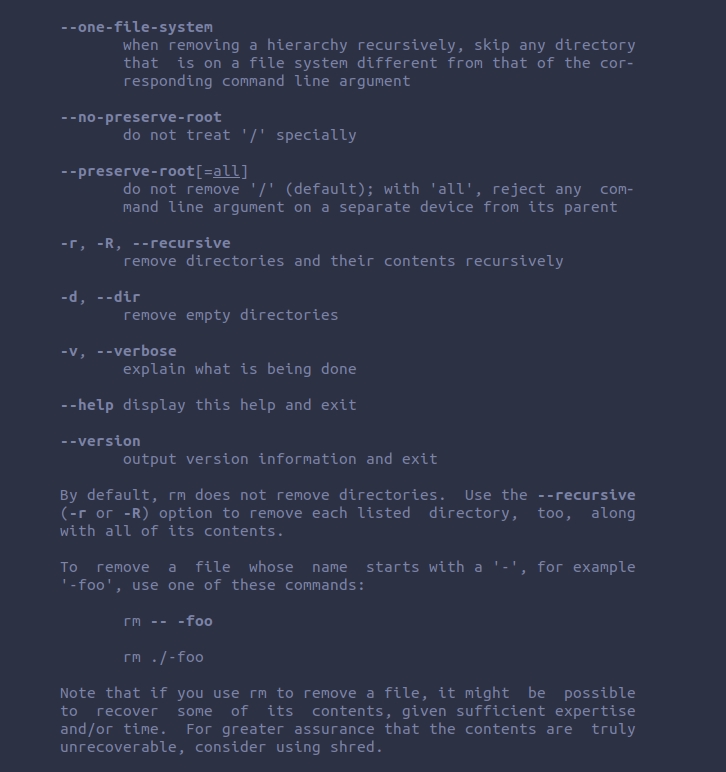 --one-file-system
when removing a hierarchy recursively, skip any directory
that  is on a file system different from that of the cor-
responding command line argument
--no-preserve-root
do not treat '/' specially
--preserve-root[=all]
do not remove '/' (default); with 'all', reject any  com-
mand line argument on a separate device from its parent
-r, -R, --recursive
remove directories and their contents recursively
-d, --dir
remove empty directories
-v, --verbose
explain what is being done
--help display this help and exit
--version
output version information and exit
By default, rm does not remove directories.  Use the --recursive
(-r or -R) option to remove each listed  directory,  too,  along
with all of its contents.
To  remove  a  file  whose  name  starts with a '-', for example
'-foo', use one of these commands:
rm -- -foo
rm ./-foo
Note that if you use rm to remove a file, it might  be  possible
to  recover  some  of  its  contents, given sufficient expertise
and/or time.  For greater assurance that the contents are  truly
unrecoverable, consider using shred.